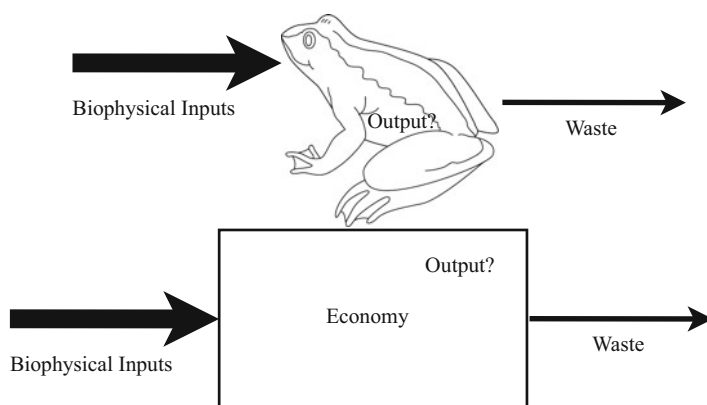 Biophysical Inputs
Output?
Waste
Output?
Economy
Biophysical Inputs
Waste